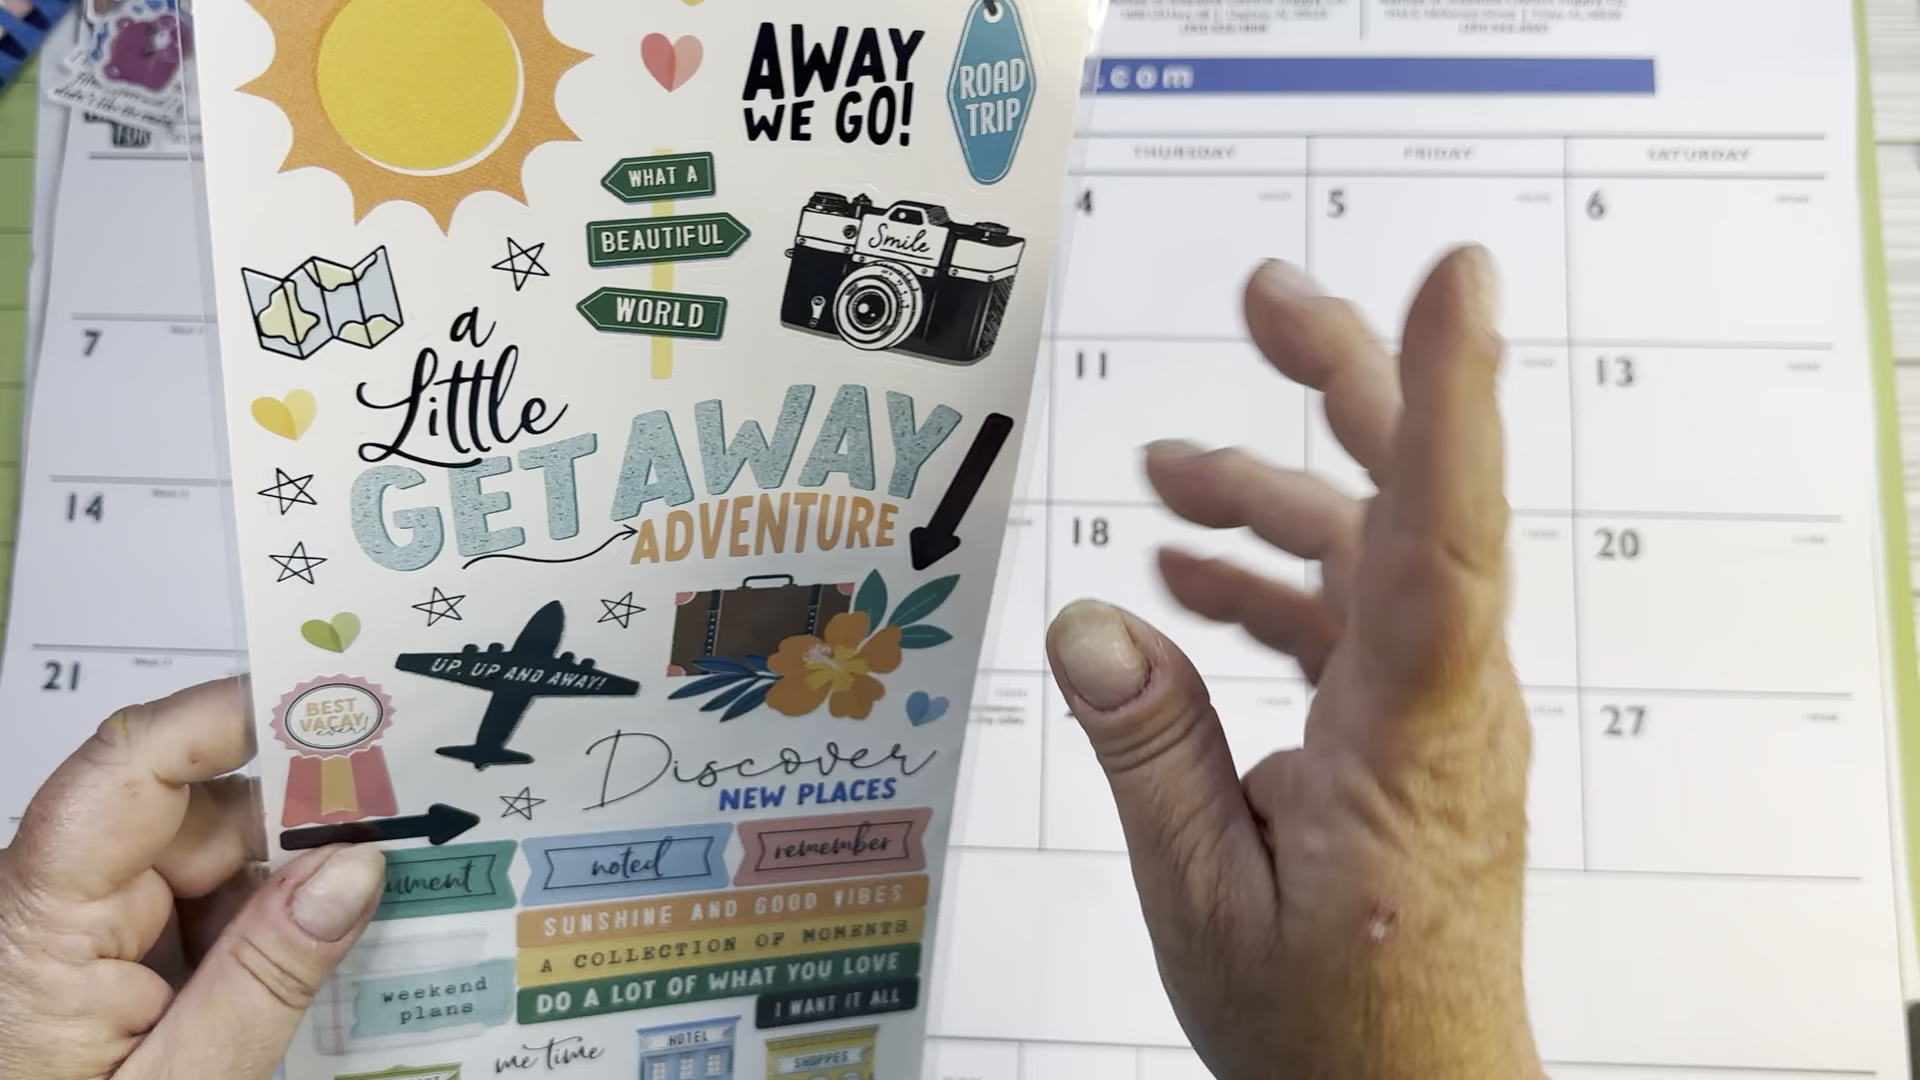 AWAY
WE GO!
ROAD
TRIP
.com
THURSDAY
FRIDAY
SATURDAY
WHAT A
BEAUTIFUL
WORLD
Smile
a
Little
GETAWAY
ADVENTURE
4
5
6
7
11
13
14
18
20
21
27
UP, UP AND AWAY!
BEST
VACAY
ever!
Discover
NEW PLACES
noted
remember
SUNSHINE AND GOOD VIBES
A COLLECTION OF MOMENTS
DO A LOT OF WHAT YOU LOVE
I WANT IT ALL
weekend
plans
me time
HOTEL
SHOPPES